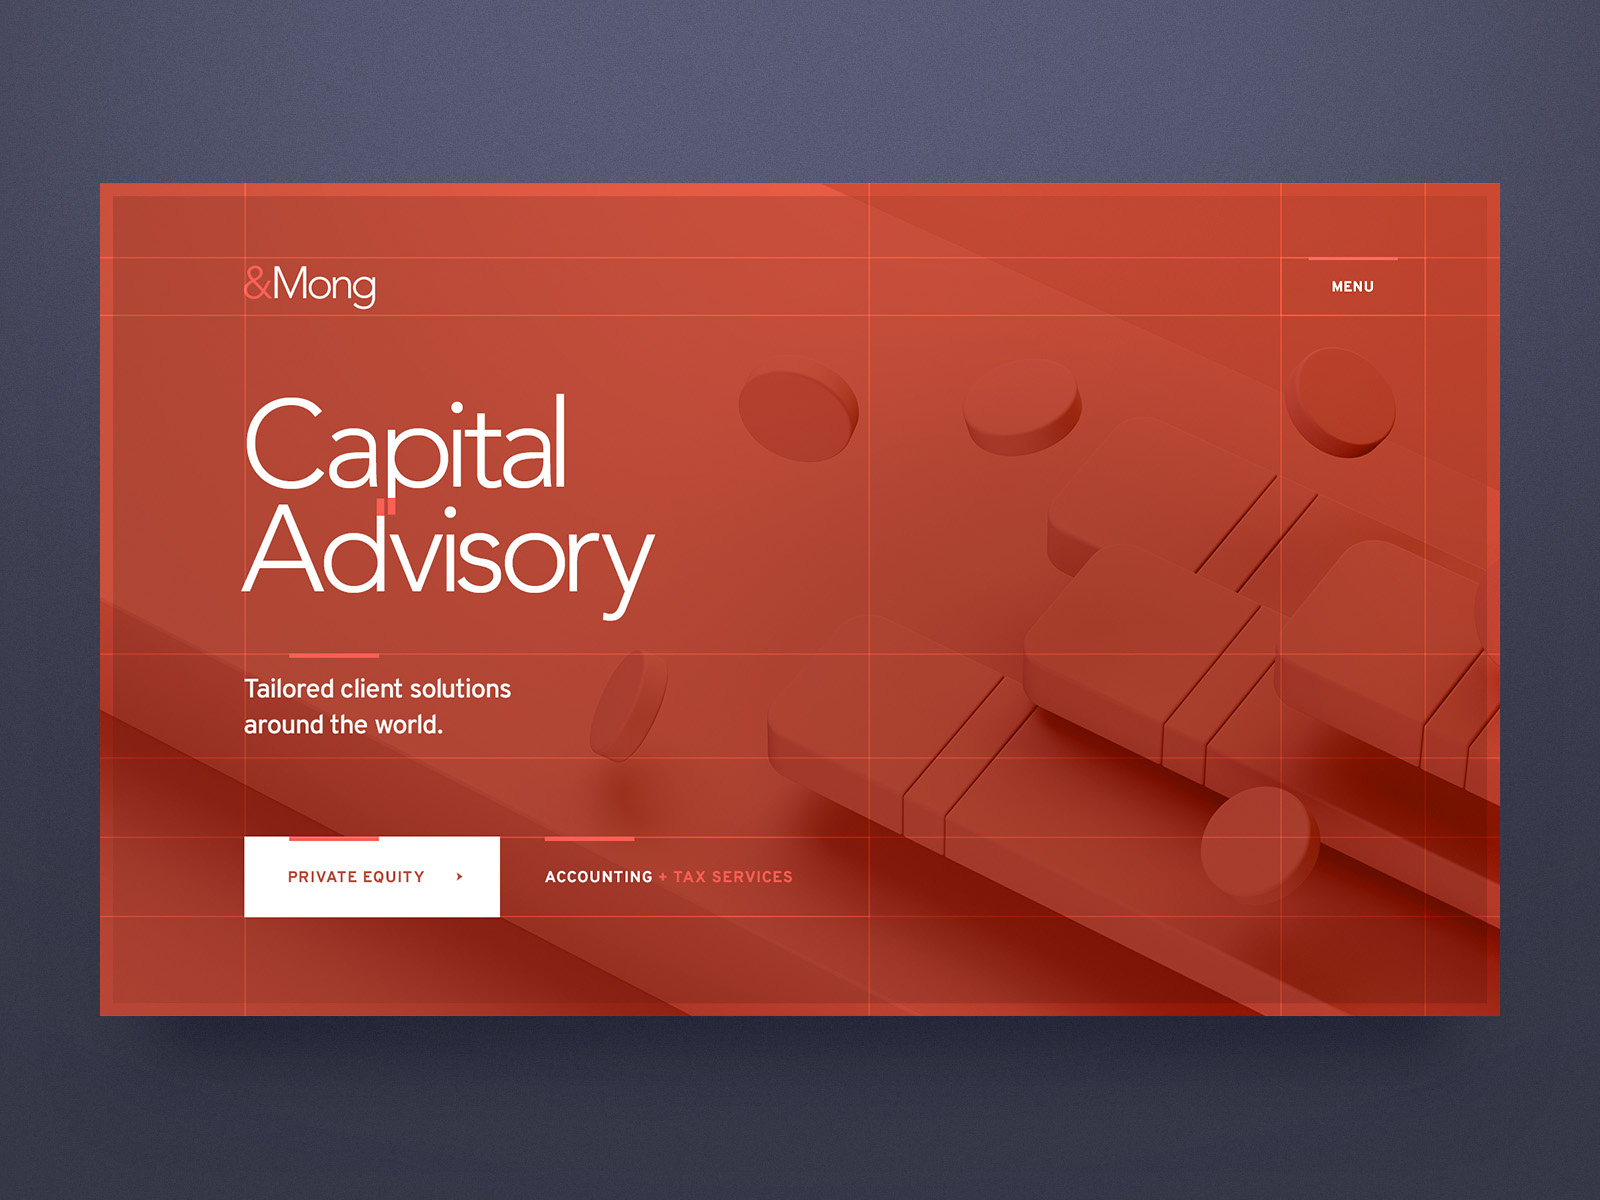 &Mong
MENU
Capital
Advisory
Tailored client solutions
around the world.
PRIVATE EQUITY
ACCOUNTING + TAX SERVICES